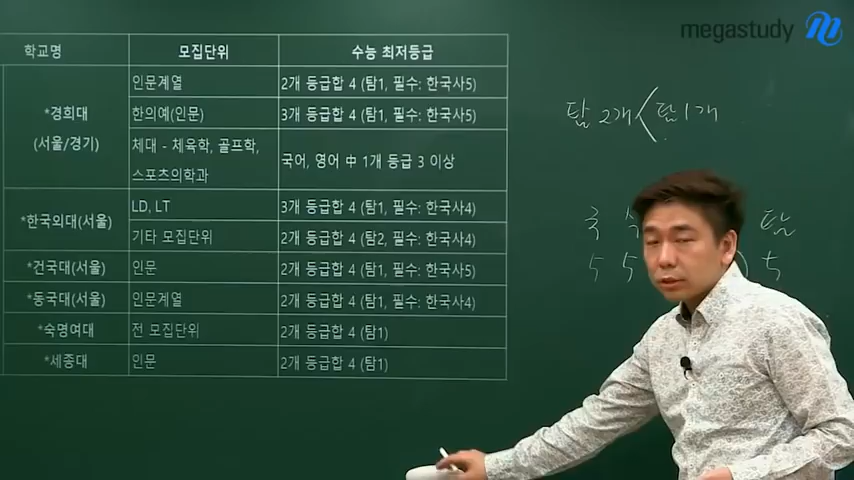 megastudy
학교명 모집단위 수능 최저등급
*경희대
(서울/경기)
인문계열 2개 등급합 4 (탐1, 필수: 한국사5)
한의예(인문) 3개 등급합 4 (탐1, 필수: 한국사5)
체대 - 체육학, 골프학,
스포츠의학과
국어, 영어 中 1개 등급 3 이상
*한국외대(서울)
LD, LT 3개 등급합 4 (탐1, 필수: 한국사4)
기타 모집단위 2개 등급합 4 (탐2, 필수: 한국사4)
*건국대(서울) 인문 2개 등급합 4 (탐1, 필수: 한국사5)
*동국대(서울) 인문계열 2개 등급합 4 (탐1, 필수: 한국사4)
*숙명여대 전 모집단위 2개 등급합 4 (탐1)
*세종대 인문 2개 등급합 4 (탐1)
탐 2개 < 탐 1개
국 탐
5 5 5